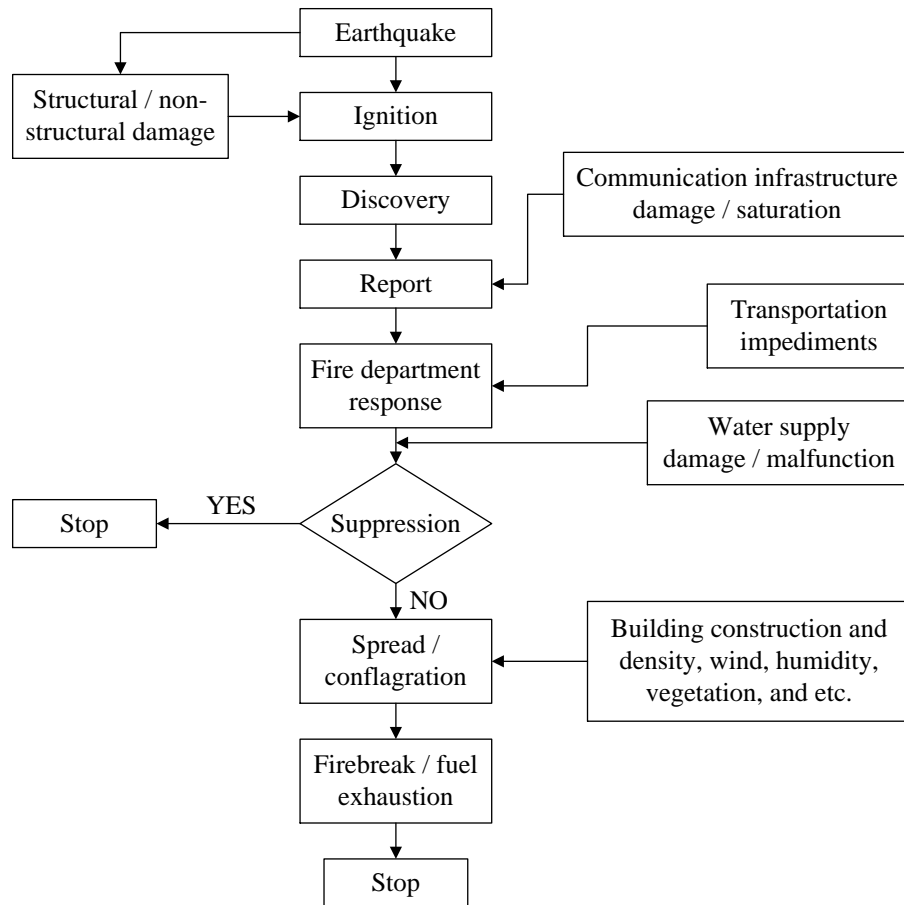 Earthquake
Structural / non-
structural damage
Ignition
Discovery
Communication infrastructure
damage / saturation
Report
Transportation
impediments
Fire department
response
Water supply
damage / malfunction
YES
Stop
Suppression
NO
Spread /
conflagration
Building construction and
density, wind, humidity,
vegetation, and etc.
Firebreak / fuel
exhaustion
Stop